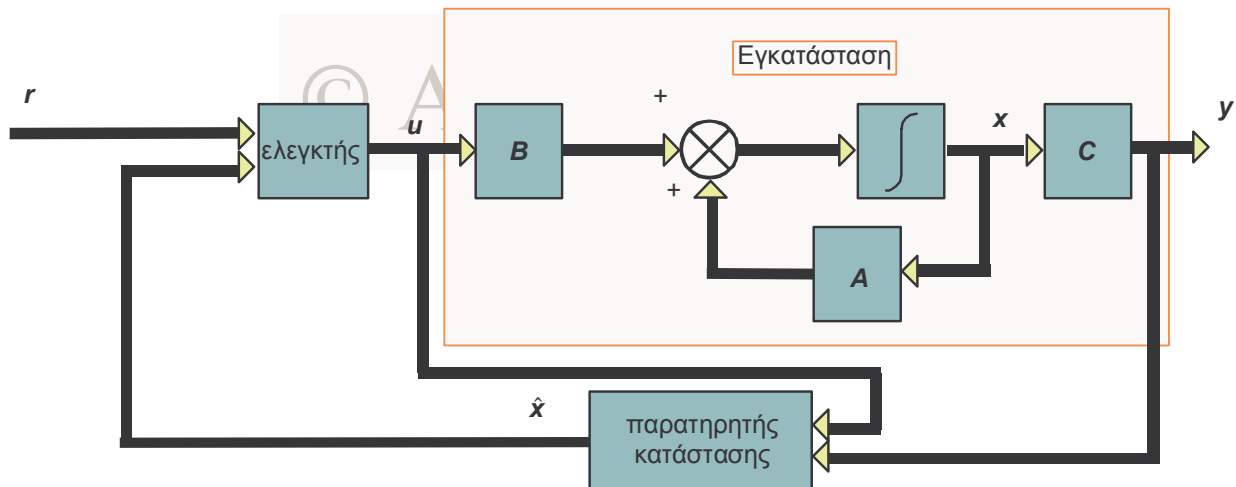 Εγκατάσταση
© A
r
ελεγκτής
u
B
+
+
∫
x
C
y
A
x̂
παρατηρητής
κατάστασης